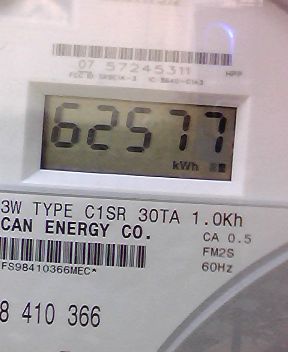 07 57245311 HPP
62577
kWh
3W TYPE C1SR 30TA 1.0Kh
CAN ENERGY CO. CA 0.5
FM2S
FS98410366MEC* 60Hz
8 410 366